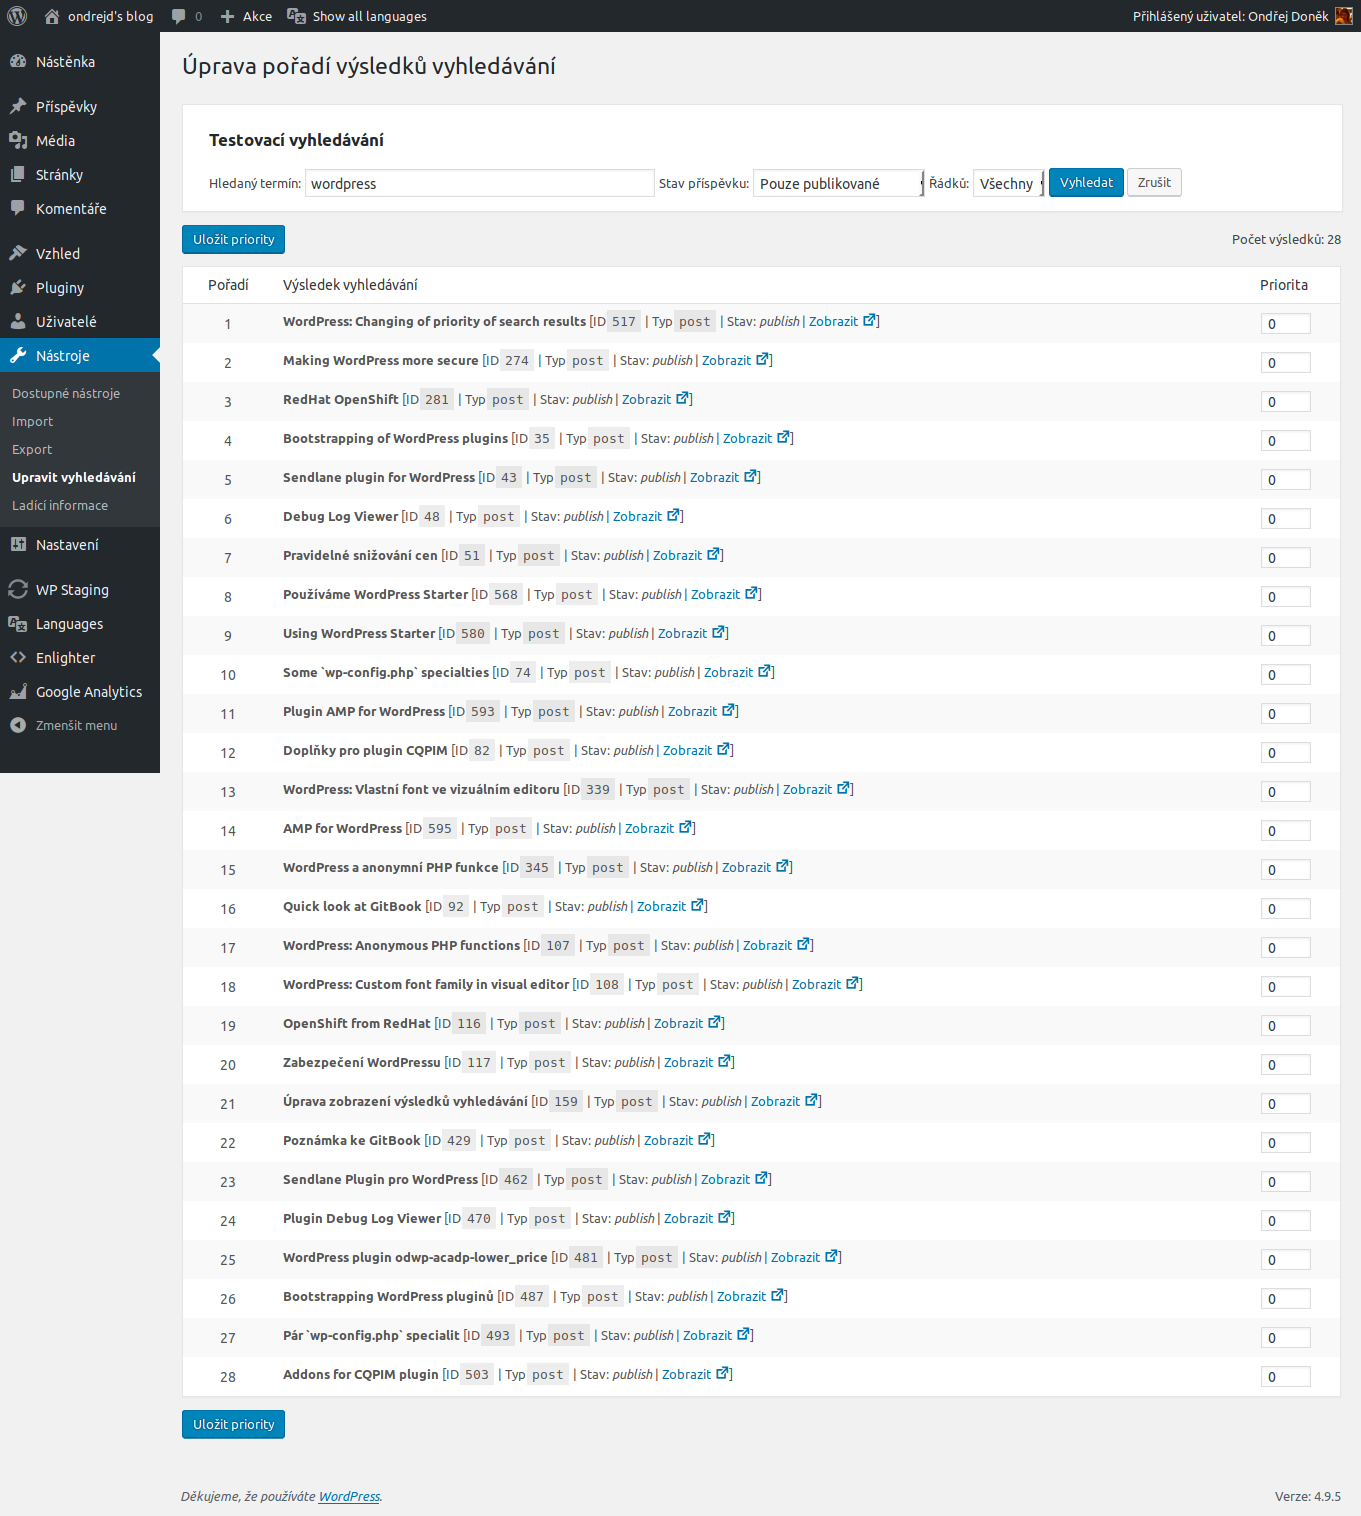 ondrejd's blog 0 Akce Show all languages Přihlášený uživatel: Ondřej Doněk
Nástěnka
Příspěvky
Média
Stránky
Komentáře
Vzhled
Pluginy
Uživatelé
Nástroje
Dostupné nástroje
Import
Export
Upravit vyhledávání
Ladící informace
Nastavení
WP Staging
Languages
Enlighter
Google Analytics
Zmenšit menu
Úprava pořadí výsledků vyhledávání
Testovací vyhledávání
Hledaný termín: wordpress Stav příspěvku: Pouze publikované Řádků: Všechny Vyhledat Zrušit
Uložit priority Počet výsledků: 28
Pořadí Výsledek vyhledávání Priorita
1 WordPress: Changing of priority of search results [ID 517 | Typ post | Stav: publish | Zobrazit ] 0
2 Making WordPress more secure [ID 274 | Typ post | Stav: publish | Zobrazit ] 0
3 RedHat OpenShift [ID 281 | Typ post | Stav: publish | Zobrazit ] 0
4 Bootstrapping of WordPress plugins [ID 35 | Typ post | Stav: publish | Zobrazit ] 0
5 Sendlane plugin for WordPress [ID 43 | Typ post | Stav: publish | Zobrazit ] 0
6 Debug Log Viewer [ID 48 | Typ post | Stav: publish | Zobrazit ] 0
7 Pravidelné snižování cen [ID 51 | Typ post | Stav: publish | Zobrazit ] 0
8 Používáme WordPress Starter [ID 568 | Typ post | Stav: publish | Zobrazit ] 0
9 Using WordPress Starter [ID 580 | Typ post | Stav: publish | Zobrazit ] 0
10 Some `wp-config.php` specialties [ID 74 | Typ post | Stav: publish | Zobrazit ] 0
11 Plugin AMP for WordPress [ID 593 | Typ post | Stav: publish | Zobrazit ] 0
12 Doplňky pro plugin CQPIM [ID 82 | Typ post | Stav: publish | Zobrazit ] 0
13 WordPress: Vlastní font ve vizuálním editoru [ID 339 | Typ post | Stav: publish | Zobrazit ] 0
14 AMP for WordPress [ID 595 | Typ post | Stav: publish | Zobrazit ] 0
15 WordPress a anonymní PHP funkce [ID 345 | Typ post | Stav: publish | Zobrazit ] 0
16 Quick look at GitBook [ID 92 | Typ post | Stav: publish | Zobrazit ] 0
17 WordPress: Anonymous PHP functions [ID 107 | Typ post | Stav: publish | Zobrazit ] 0
18 WordPress: Custom font family in visual editor [ID 108 | Typ post | Stav: publish | Zobrazit ] 0
19 OpenShift from RedHat [ID 116 | Typ post | Stav: publish | Zobrazit ] 0
20 Zabezpečení WordPressu [ID 117 | Typ post | Stav: publish | Zobrazit ] 0
21 Úprava zobrazení výsledků vyhledávání [ID 159 | Typ post | Stav: publish | Zobrazit ] 0
22 Poznámka ke GitBook [ID 429 | Typ post | Stav: publish | Zobrazit ] 0
23 Sendlane Plugin pro WordPress [ID 462 | Typ post | Stav: publish | Zobrazit ] 0
24 Plugin Debug Log Viewer [ID 470 | Typ post | Stav: publish | Zobrazit ] 0
25 WordPress plugin odwp-acadp-lower_price [ID 481 | Typ post | Stav: publish | Zobrazit ] 0
26 Bootstrapping WordPress pluginů [ID 487 | Typ post | Stav: publish | Zobrazit ] 0
27 Pár `wp-config.php` specialit [ID 493 | Typ post | Stav: publish | Zobrazit ] 0
28 Addons for CQPIM plugin [ID 503 | Typ post | Stav: publish | Zobrazit ] 0
Uložit priority
Děkujeme, že používáte WordPress. Verze: 4.9.5